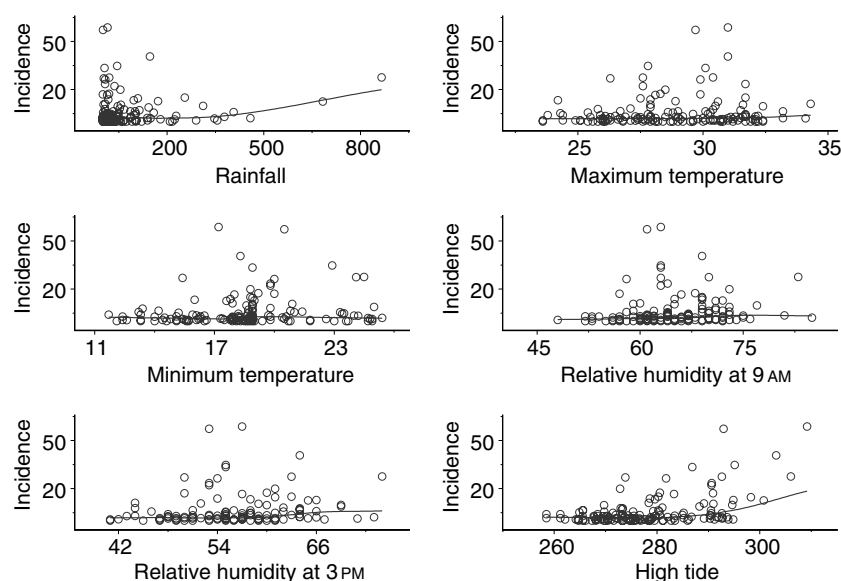 Incidence
50
20
200
500
800
Rainfall
Incidence
50
20
25
30
35
Maximum temperature
Incidence
50
20
11
17
23
Minimum temperature
Incidence
50
20
45
60
75
Relative humidity at 9 AM
Incidence
50
20
42
54
66
Relative humidity at 3 PM
Incidence
50
20
260
280
300
High tide